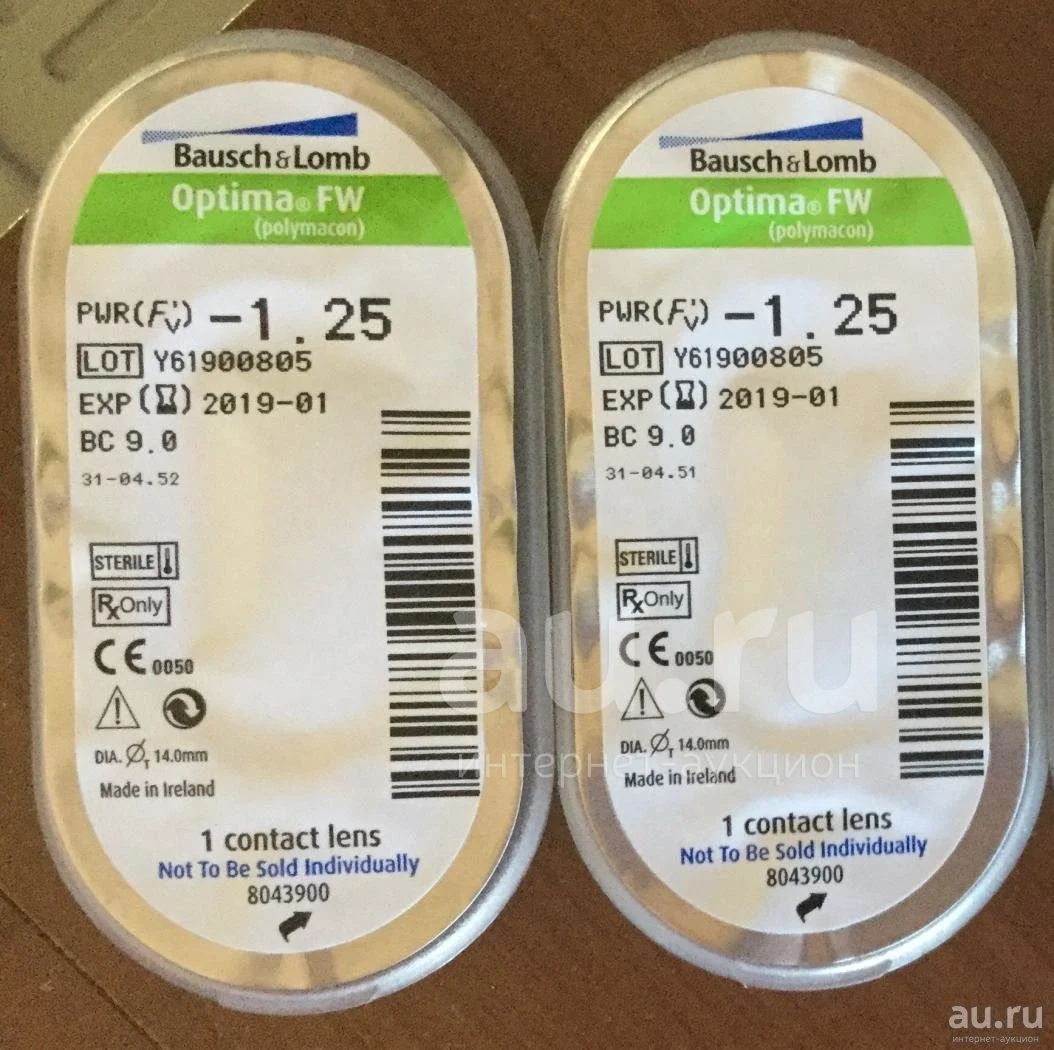 Bausch & Lomb
Optima® FW
(polymacon)
PWR (F'v) -1.25
LOT Y61900805
EXP 2019-01
BC 9.0
31-04.52
STERILE
Rx Only
CE 0050
DIA. ØT 14.0mm
Made in Ireland
1 contact lens
Not To Be Sold Individually
8043900
Bausch & Lomb
Optima® FW
(polymacon)
PWR (F'v) -1.25
LOT Y61900805
EXP 2019-01
BC 9.0
31-04.51
STERILE
Rx Only
CE 0050
DIA. ØT 14.0mm
Made in Ireland
1 contact lens
Not To Be Sold Individually
8043900
au.ru
интернет-аукцион
au.ru
интернет-аукцион